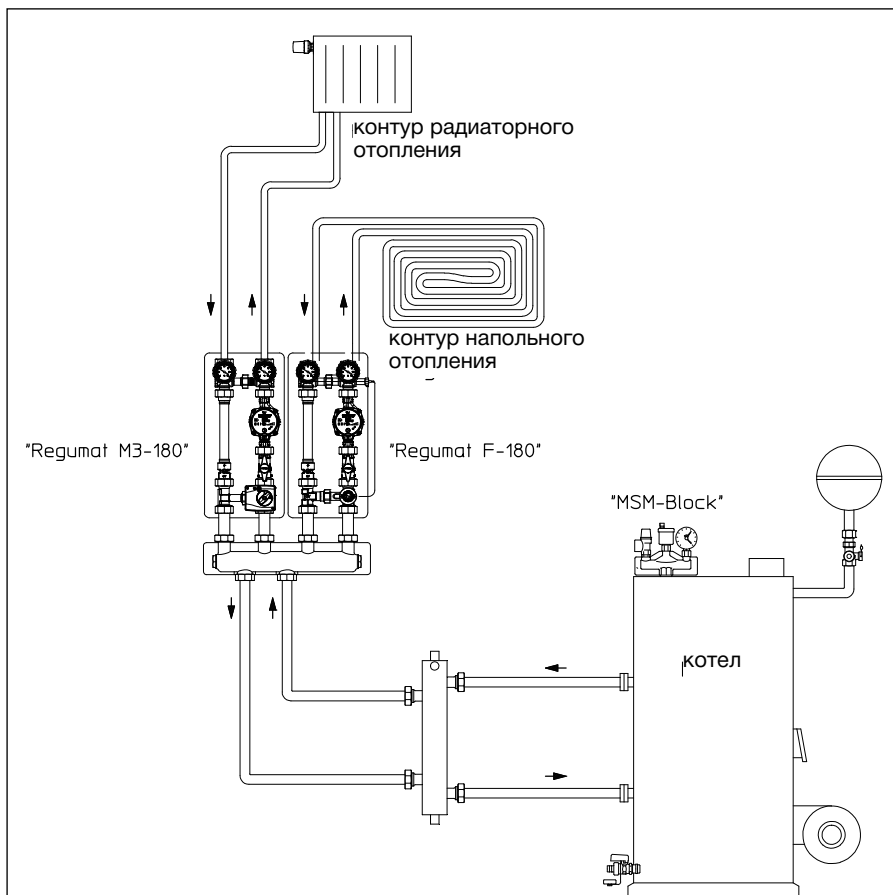 контур радиаторного
отопления
контур напольного
отопления
"Regumat M3-180"
"Regumat F-180"
"MSM-Block"
котел